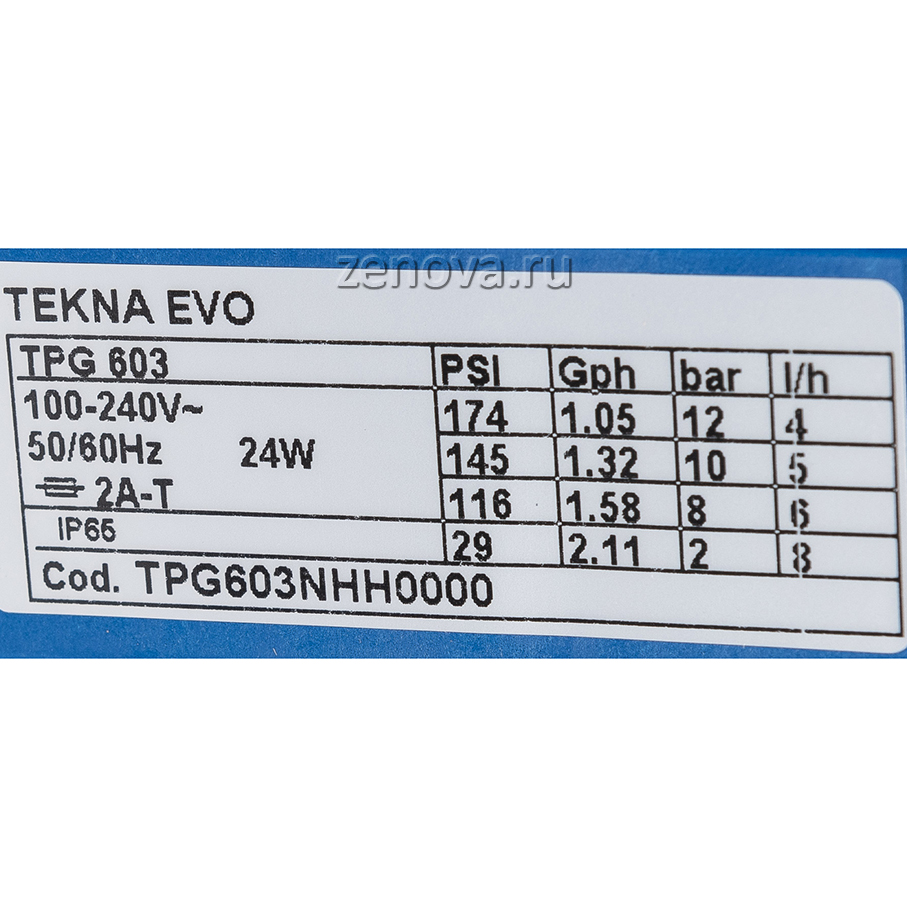 zenova.ru
TEKNA EVO
TPG 603 PSI Gph bar l/h
100-240V~ 174 1.05 12 4
50/60Hz 24W 145 1.32 10 5
2A-T 116 1.58 8 6
IP65 29 2.11 2 8
Cod. TPG603NHH0000